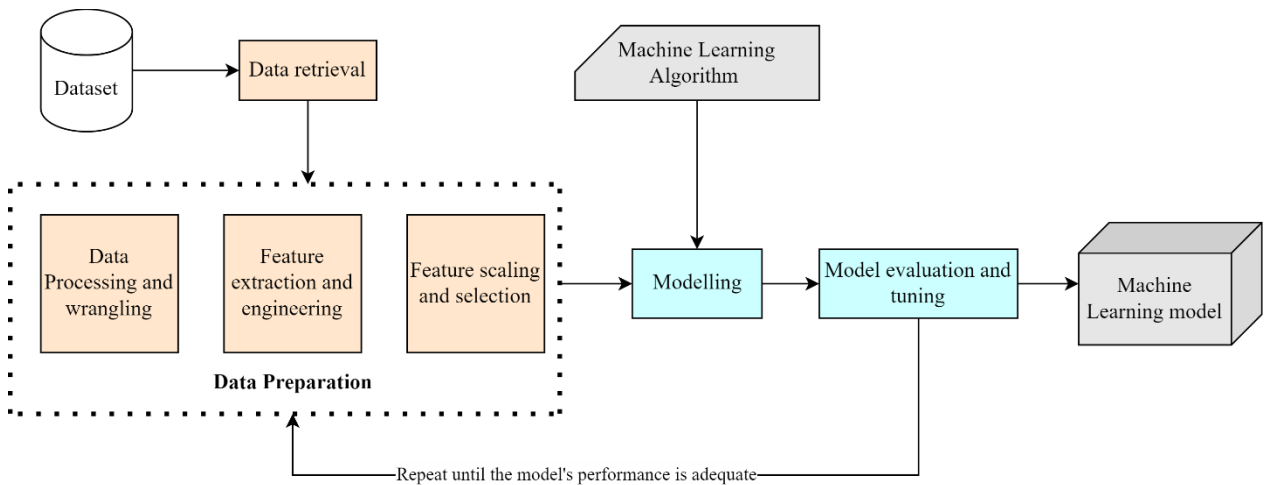 Dataset
Data retrieval
Machine Learning
Algorithm
Data
Processing and
wrangling
Feature
extraction and
engineering
Feature scaling
and selection
Data Preparation
Modelling
Model evaluation and
tuning
Machine
Learning model
Repeat until the model's performance is adequate